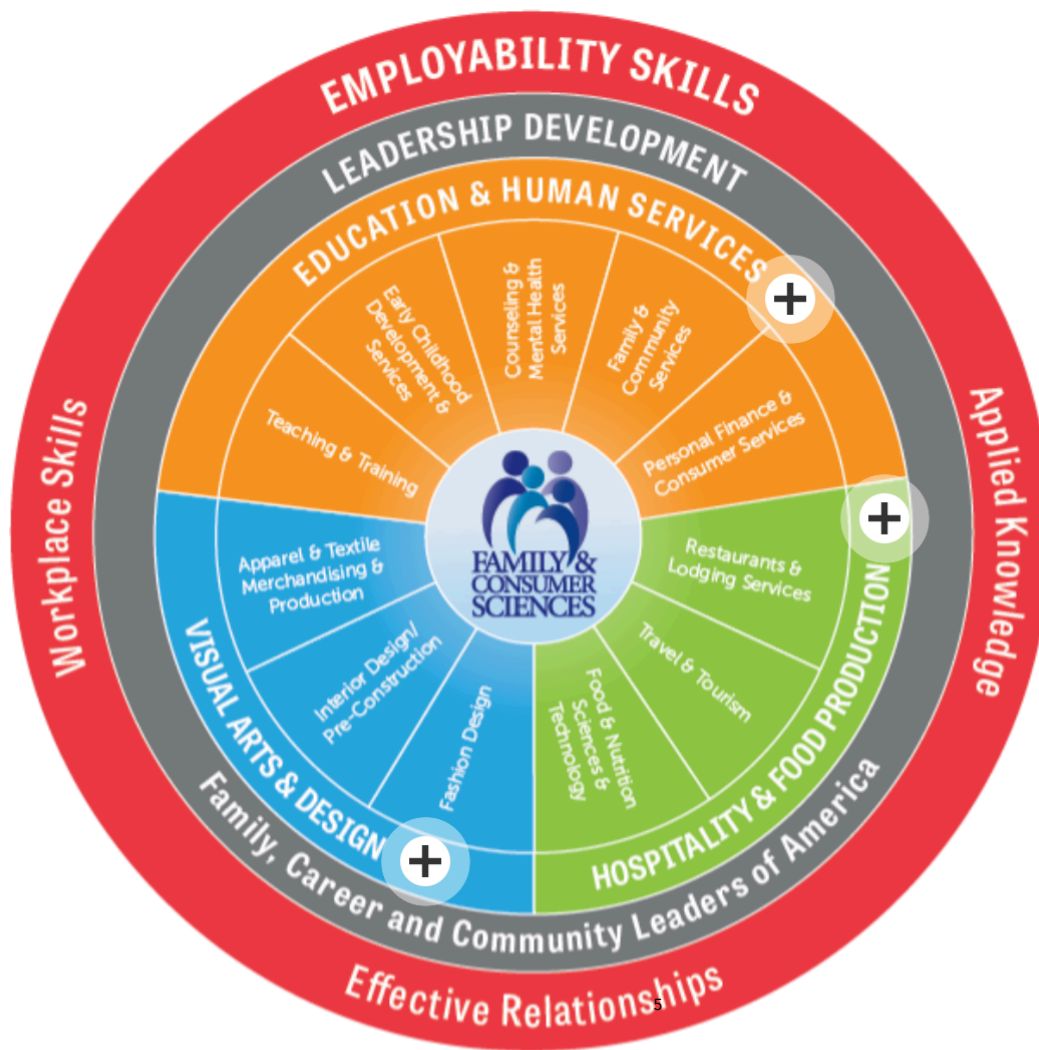 EMPLOYABILITY SKILLS
LEADERSHIP DEVELOPMENT
EDUCATION & HUMAN SERVICES
Teaching & Training
Early Childhood
Development &
Services
Counseling &
Mental Health
Services
Family &
Community
Services
Personal Finance &
Consumer Services
FAMILY &
CONSUMER
SCIENCES
Apparel & Textile
Merchandising &
Production
Interior Design/
Pre-Construction
Fashion Design
VISUAL ARTS & DESIGN
Restaurants &
Lodging Services
Travel & Tourism
Food & Nutrition
Sciences &
Technology
HOSPITALITY & FOOD PRODUCTION
Family, Career and Community Leaders of America
Workplace Skills
Applied Knowledge
Effective Relationships
5